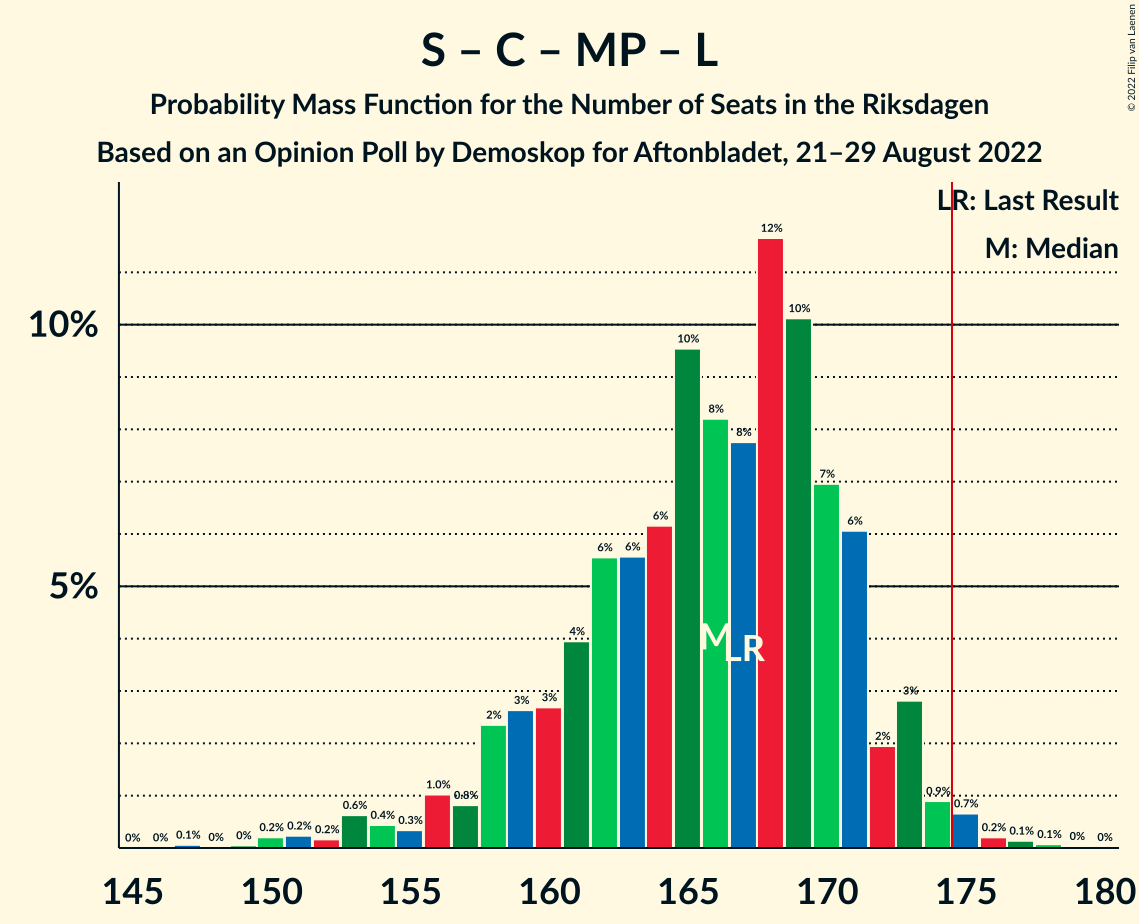 © 2022 Filip van Laenen
S – C – MP – L
Probability Mass Function for the Number of Seats in the Riksdagen
Based on an Opinion Poll by Demoskop for Aftonbladet, 21–29 August 2022
LR: Last Result
M: Median
10%
5%
0% 0% 0.1% 0% 0% 0.2% 0.2% 0.2% 0.6% 0.4% 0.3% 1.0% 0.8% 2% 3% 3% 4% 6% 6% 6% 10% 8% 8% 12% 10% 7% 6% 2% 3% 0.9% 0.7% 0.2% 0.1% 0.1% 0% 0%
M
LR
145 150 155 160 165 170 175 180